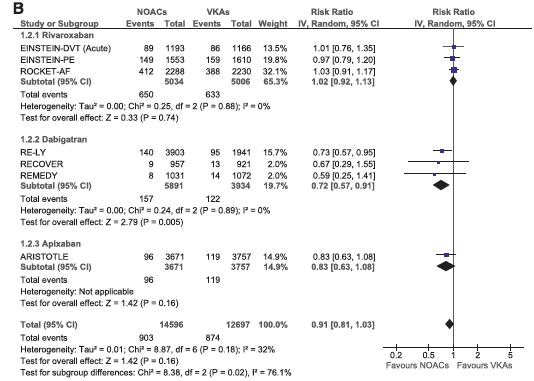 B
NOACs VKAs Risk Ratio Risk Ratio
Study or Subgroup Events Total Events Total Weight IV, Random, 95% CI IV, Random, 95% CI
1.2.1 Rivaroxaban
EINSTEIN-DVT (Acute) 89 1193 86 1166 13.5% 1.01 [0.76, 1.35]
EINSTEIN-PE 149 1553 159 1610 9.8% 0.97 [0.79, 1.20]
ROCKET-AF 412 2288 388 2230 9.8% 1.03 [0.91, 1.17]
Subtotal (95% CI) 5034 5006 65.3% 1.02 [0.92, 1.13]
Total events 650 633
Heterogeneity: Tau² = 0.00; Chi² = 0.25, df = 2 (P = 0.88); I² = 0%
Test for overall effect: Z = 0.33 (P = 0.74)
1.2.2 Dabigatran
RE-LY 140 3903 95 1941 15.7% 0.73 [0.57, 0.95]
RECOVER 9 957 13 921 2.0% 0.67 [0.29, 1.55]
REMEDY 8 1031 14 1072 2.0% 0.59 [0.25, 1.41]
Subtotal (95% CI) 5891 3934 19.7% 0.72 [0.57, 0.91]
Total events 157 122
Heterogeneity: Tau² = 0.00; Chi² = 0.24, df = 2 (P = 0.89); I² = 0%
Test for overall effect: Z = 2.79 (P = 0.005)
1.2.3 Apixaban
ARISTOTLE 96 3671 119 3757 14.9% 0.83 [0.63, 1.08]
Subtotal (95% CI) 3671 3757 14.9% 0.83 [0.63, 1.08]
Total events 96 119
Heterogeneity: Not applicable
Test for overall effect: Z = 1.42 (P = 0.16)
Total (95% CI) 14596 12697 100.0% 0.91 [0.81, 1.03]
Total events 903 874
Heterogeneity: Tau² = 0.01; Chi² = 8.87, df = 6 (P = 0.18); I² = 32%
Test for overall effect: Z = 1.42 (P = 0.16)
Test for subgroup differences: Chi² = 8.38, df = 2 (P = 0.02), I² = 76.1%
0.2 0.5 1 2 5
Favours NOACs Favours VKAs